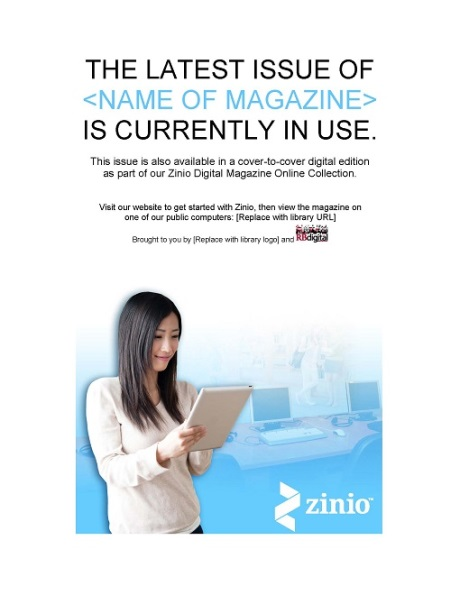 THE LATEST ISSUE OF
<NAME OF MAGAZINE>
IS CURRENTLY IN USE.
This issue is also available in a cover-to-cover digital edition
as part of our Zinio Digital Magazine Online Collection.
Visit our website to get started with Zinio, then view the magazine on
one of our public computers: [Replace with library URL]
Brought to you by [Replace with library logo] and RBdigital
zinio™